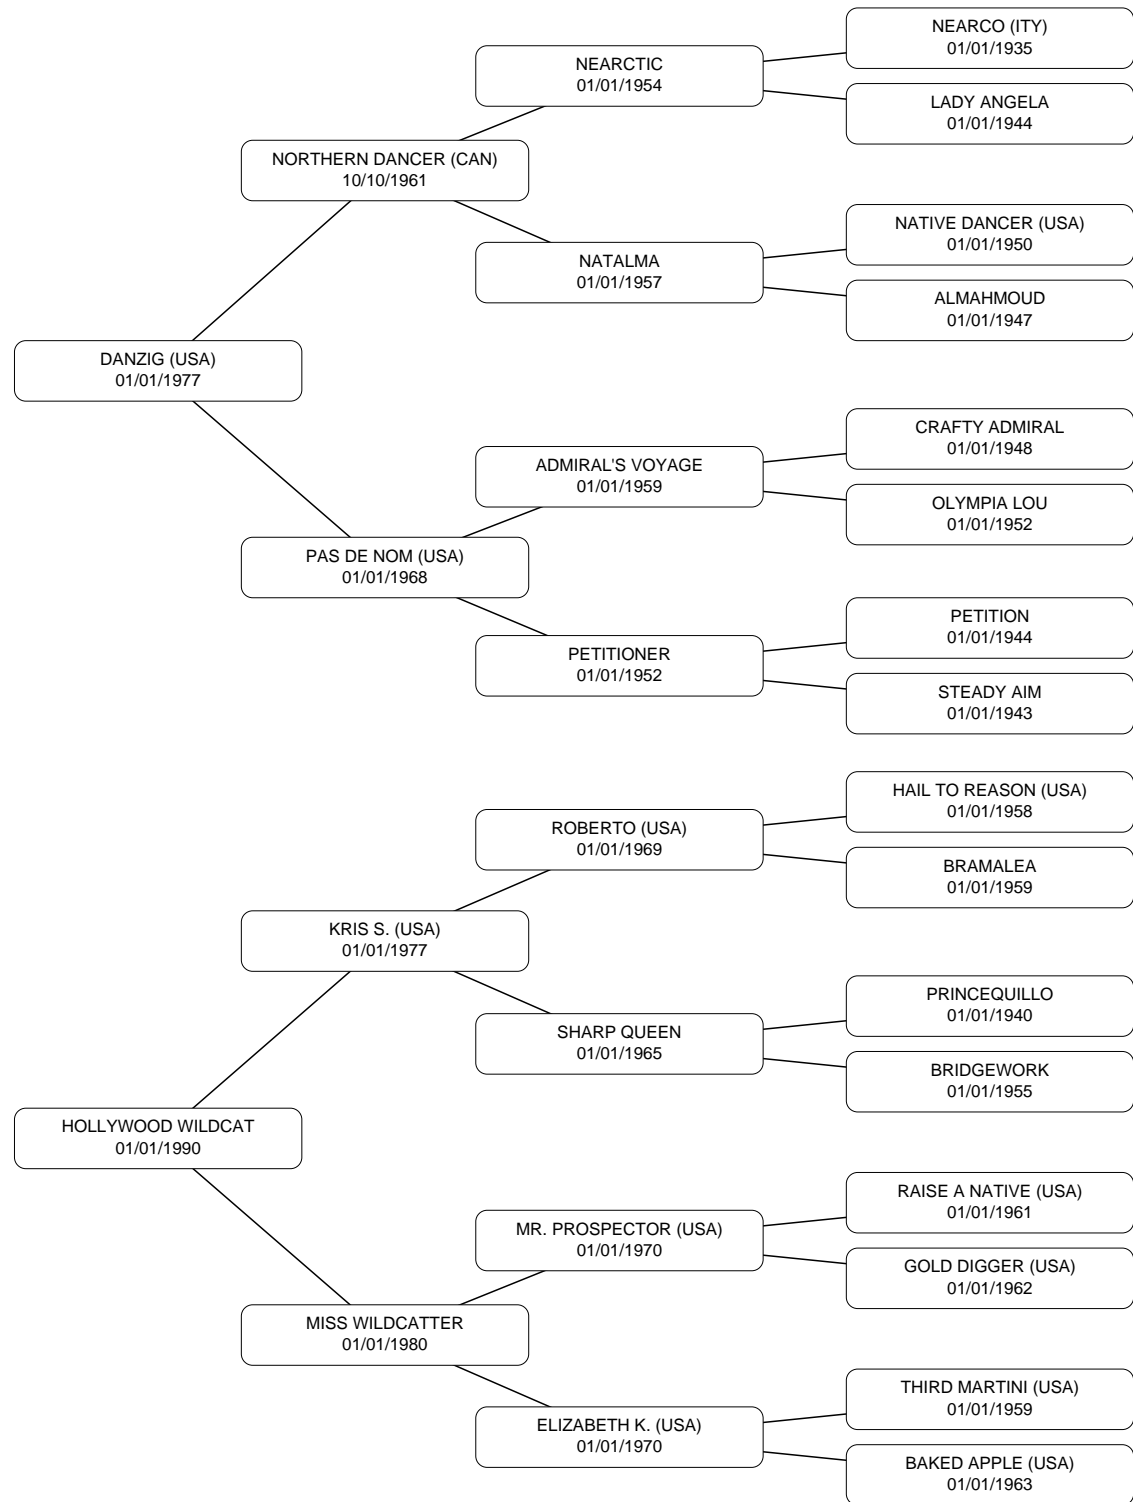 NEARCO (ITY)
01/01/1935
NEARCTIC
01/01/1954
LADY ANGELA
01/01/1944
NORTHERN DANCER (CAN)
10/10/1961
NATIVE DANCER (USA)
01/01/1950
NATALMA
01/01/1957
ALMAHMOUD
01/01/1947
DANZIG (USA)
01/01/1977
CRAFTY ADMIRAL
01/01/1948
ADMIRAL'S VOYAGE
01/01/1959
OLYMPIA LOU
01/01/1952
PAS DE NOM (USA)
01/01/1968
PETITION
01/01/1944
PETITIONER
01/01/1952
STEADY AIM
01/01/1943
HAIL TO REASON (USA)
01/01/1958
ROBERTO (USA)
01/01/1969
BRAMALEA
01/01/1959
KRIS S. (USA)
01/01/1977
PRINCEQUILLO
01/01/1940
SHARP QUEEN
01/01/1965
BRIDGEWORK
01/01/1955
HOLLYWOOD WILDCAT
01/01/1990
RAISE A NATIVE (USA)
01/01/1961
MR. PROSPECTOR (USA)
01/01/1970
GOLD DIGGER (USA)
01/01/1962
MISS WILDCATTER
01/01/1980
THIRD MARTINI (USA)
01/01/1959
ELIZABETH K. (USA)
01/01/1970
BAKED APPLE (USA)
01/01/1963